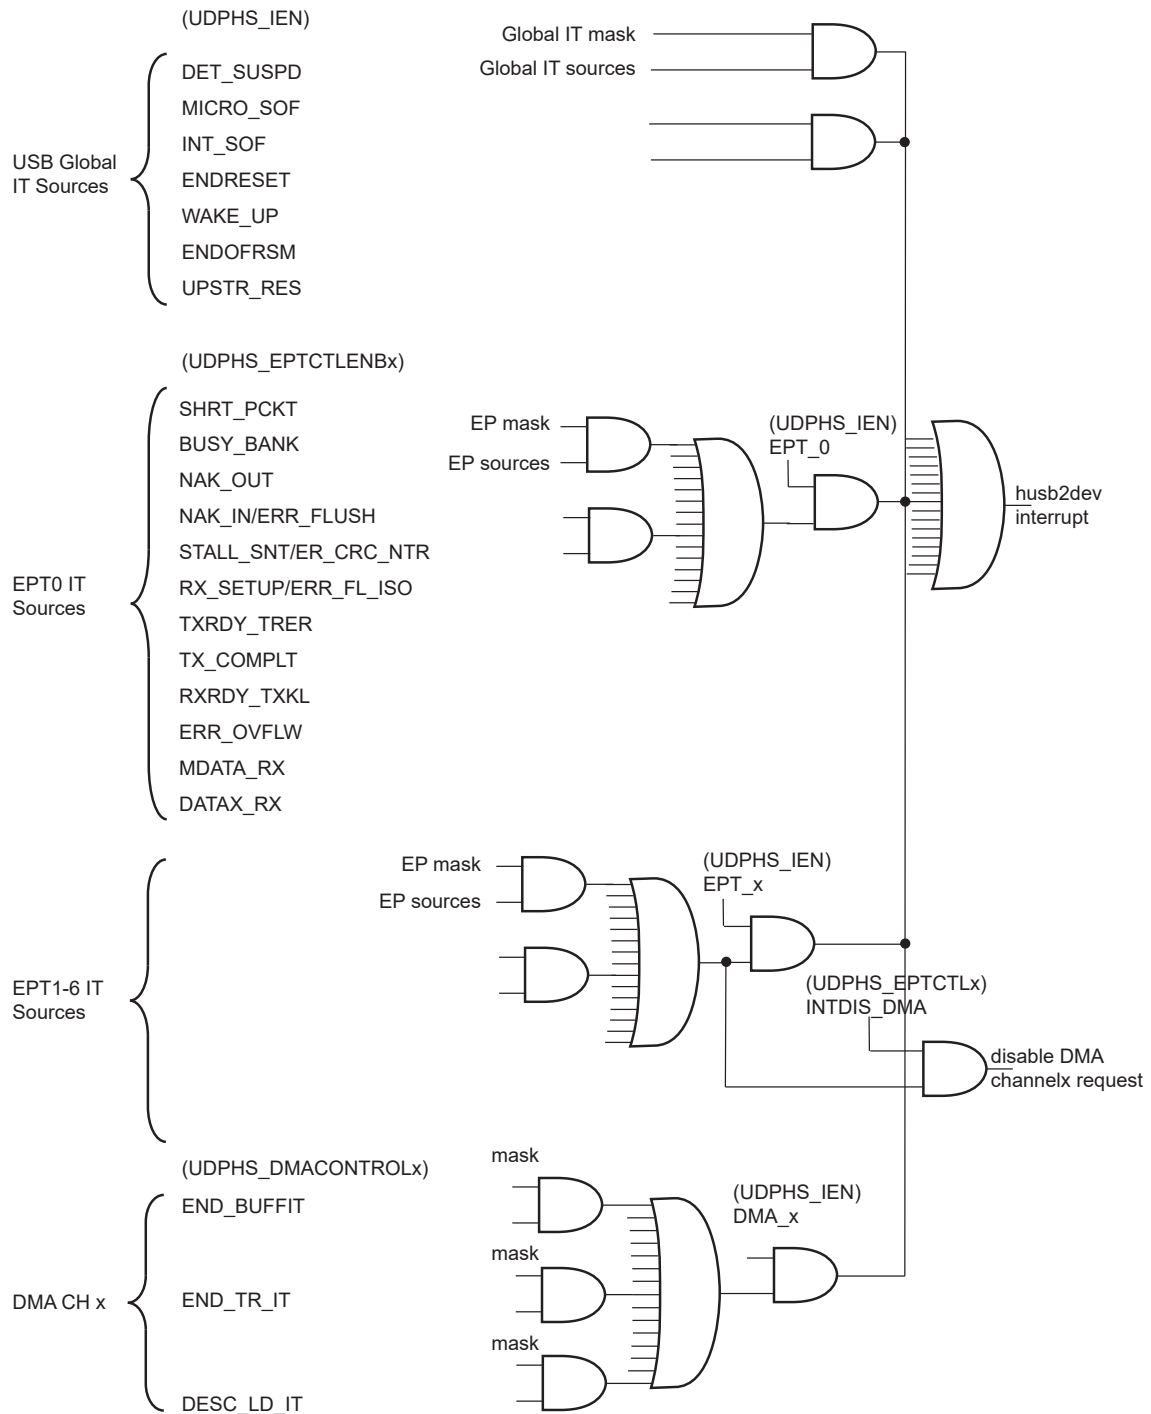 (UDPHS_IEN)
Global IT mask
Global IT sources
DET_SUSPD
MICRO_SOF
INT_SOF
ENDRESET
WAKE_UP
ENDOFRSM
UPSTR_RES
USB Global
IT Sources
(UDPHS_EPTCTLENBx)
SHRT_PCKT
BUSY_BANK
NAK_OUT
NAK_IN/ERR_FLUSH
STALL_SNT/ER_CRC_NTR
RX_SETUP/ERR_FL_ISO
TXRDY_TRER
TX_COMPLT
RXRDY_TXKL
ERR_OVFLW
MDATA_RX
DATAX_RX
EPT0 IT
Sources
EP mask
EP sources
(UDPHS_IEN)
EPT_0
husb2dev
interrupt
EP mask
EP sources
(UDPHS_IEN)
EPT_x
EPT1-6 IT
Sources
(UDPHS_EPTCTLx)
INTDIS_DMA
disable DMA
channelx request
(UDPHS_DMACONTROLx)
END_BUFFIT
END_TR_IT
DESC_LD_IT
DMA CH x
mask
mask
mask
(UDPHS_IEN)
DMA_x